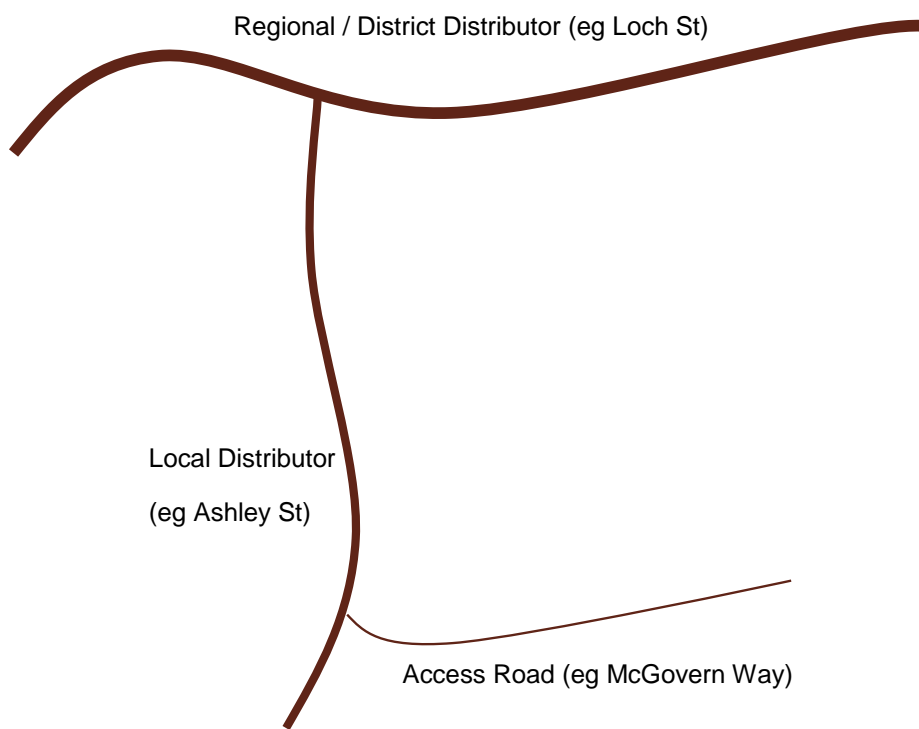 Regional / District Distributor (eg Loch St)
Local Distributor
(eg Ashley St)
Access Road (eg McGovern Way)